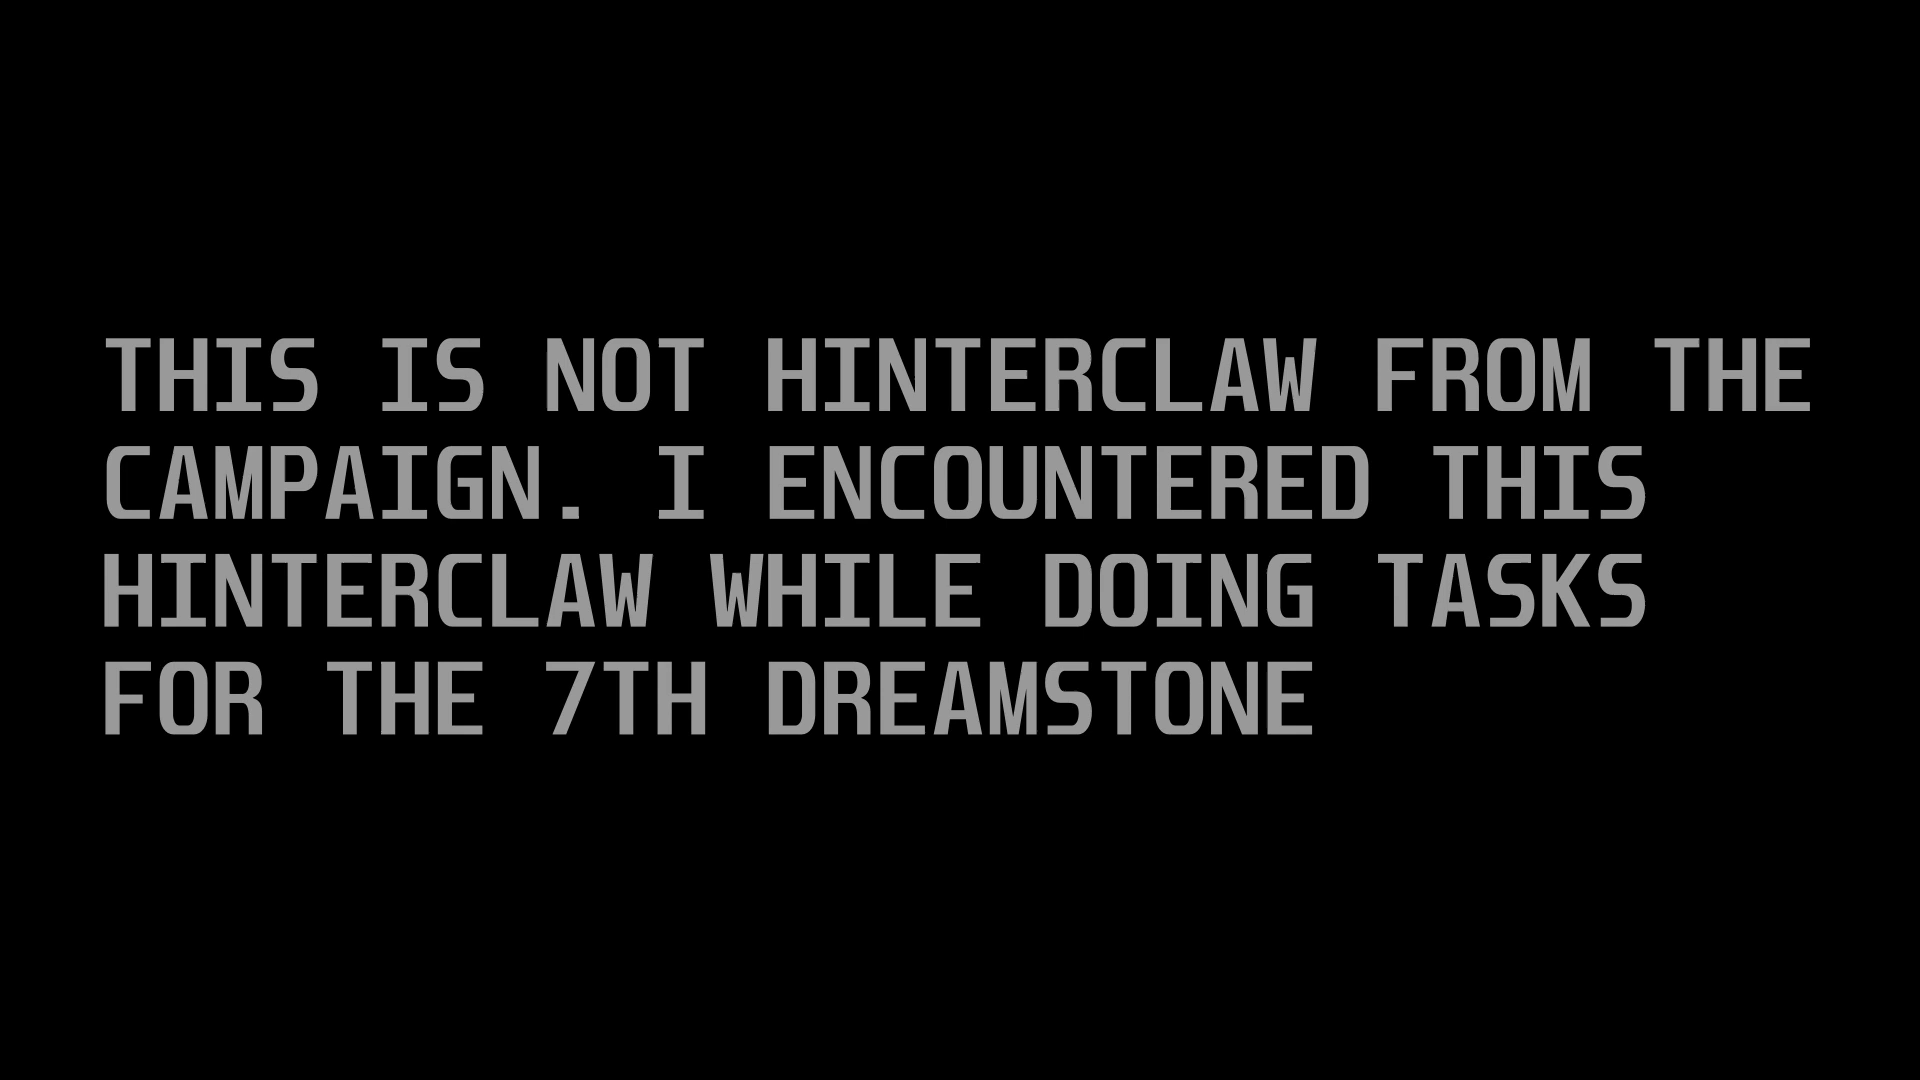 THIS IS NOT HINTERCLAW FROM THE
CAMPAIGN. I ENCOUNTERED THIS
HINTERCLAW WHILE DOING TASKS
FOR THE 7TH DREAMSTONE